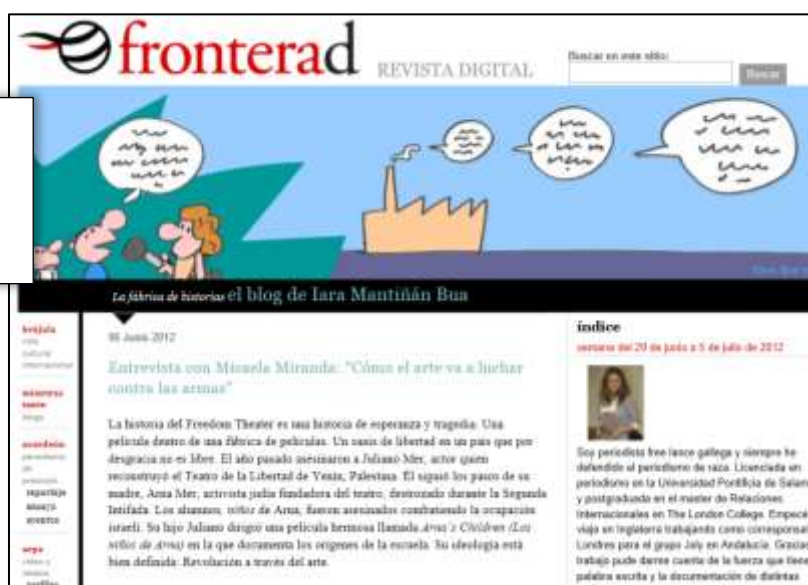 fronterad REVISTA DIGITAL
Buscar en este sitio:
Buscar
La fábrica de historias el blog de Iara Mantiñán Bua
brújula
cultural
mientras
tanto
blogs
acordeón
reportaje
ensayo
eventos
arpa
06 Junio 2012
Entrevista con Micaela Miranda: "Cómo el arte va a luchar
contra las armas"
La historia del Freedom Theater es una historia de esperanza y tragedia. Una
película dentro de una fábrica de películas. Un oasis de libertad en un país que por
desgracia no es libre. El año pasado asesinaron a Juliano Mer, actor quien
reconstruyó el Teatro de la Libertad de Yenin, Palestina. Él siguió los pasos de su
madre, Arna Mer, activista judía fundadora del teatro, destrozado durante la Segunda
Intifada. Los alumnos, niños de Arna, fueron asesinados combatiendo la ocupación
israelí. Su hijo Juliano dirigió una película hermosa llamada Arna's Children (Los
niños de Arna) en la que documenta los orígenes de la escuela. Su ideología está
bien definida: Revolución a través del arte.
índice
semana del 29 de junio a 5 de julio de 2012
Soy periodista free lance gallega y siempre he
defendido el periodismo de raza. Licenciada en
periodismo en la Universidad Pontificia de Salam
y postgraduada en el master de Relaciones
Internacionales en The London College. Empecé
viaje en Inglaterra trabajando como corresponsa
Londres para el grupo Joly en Andalucía. Gracias
trabajo pude darme cuenta de la fuerza que tiene
palabra escrita y la documentación de distintos